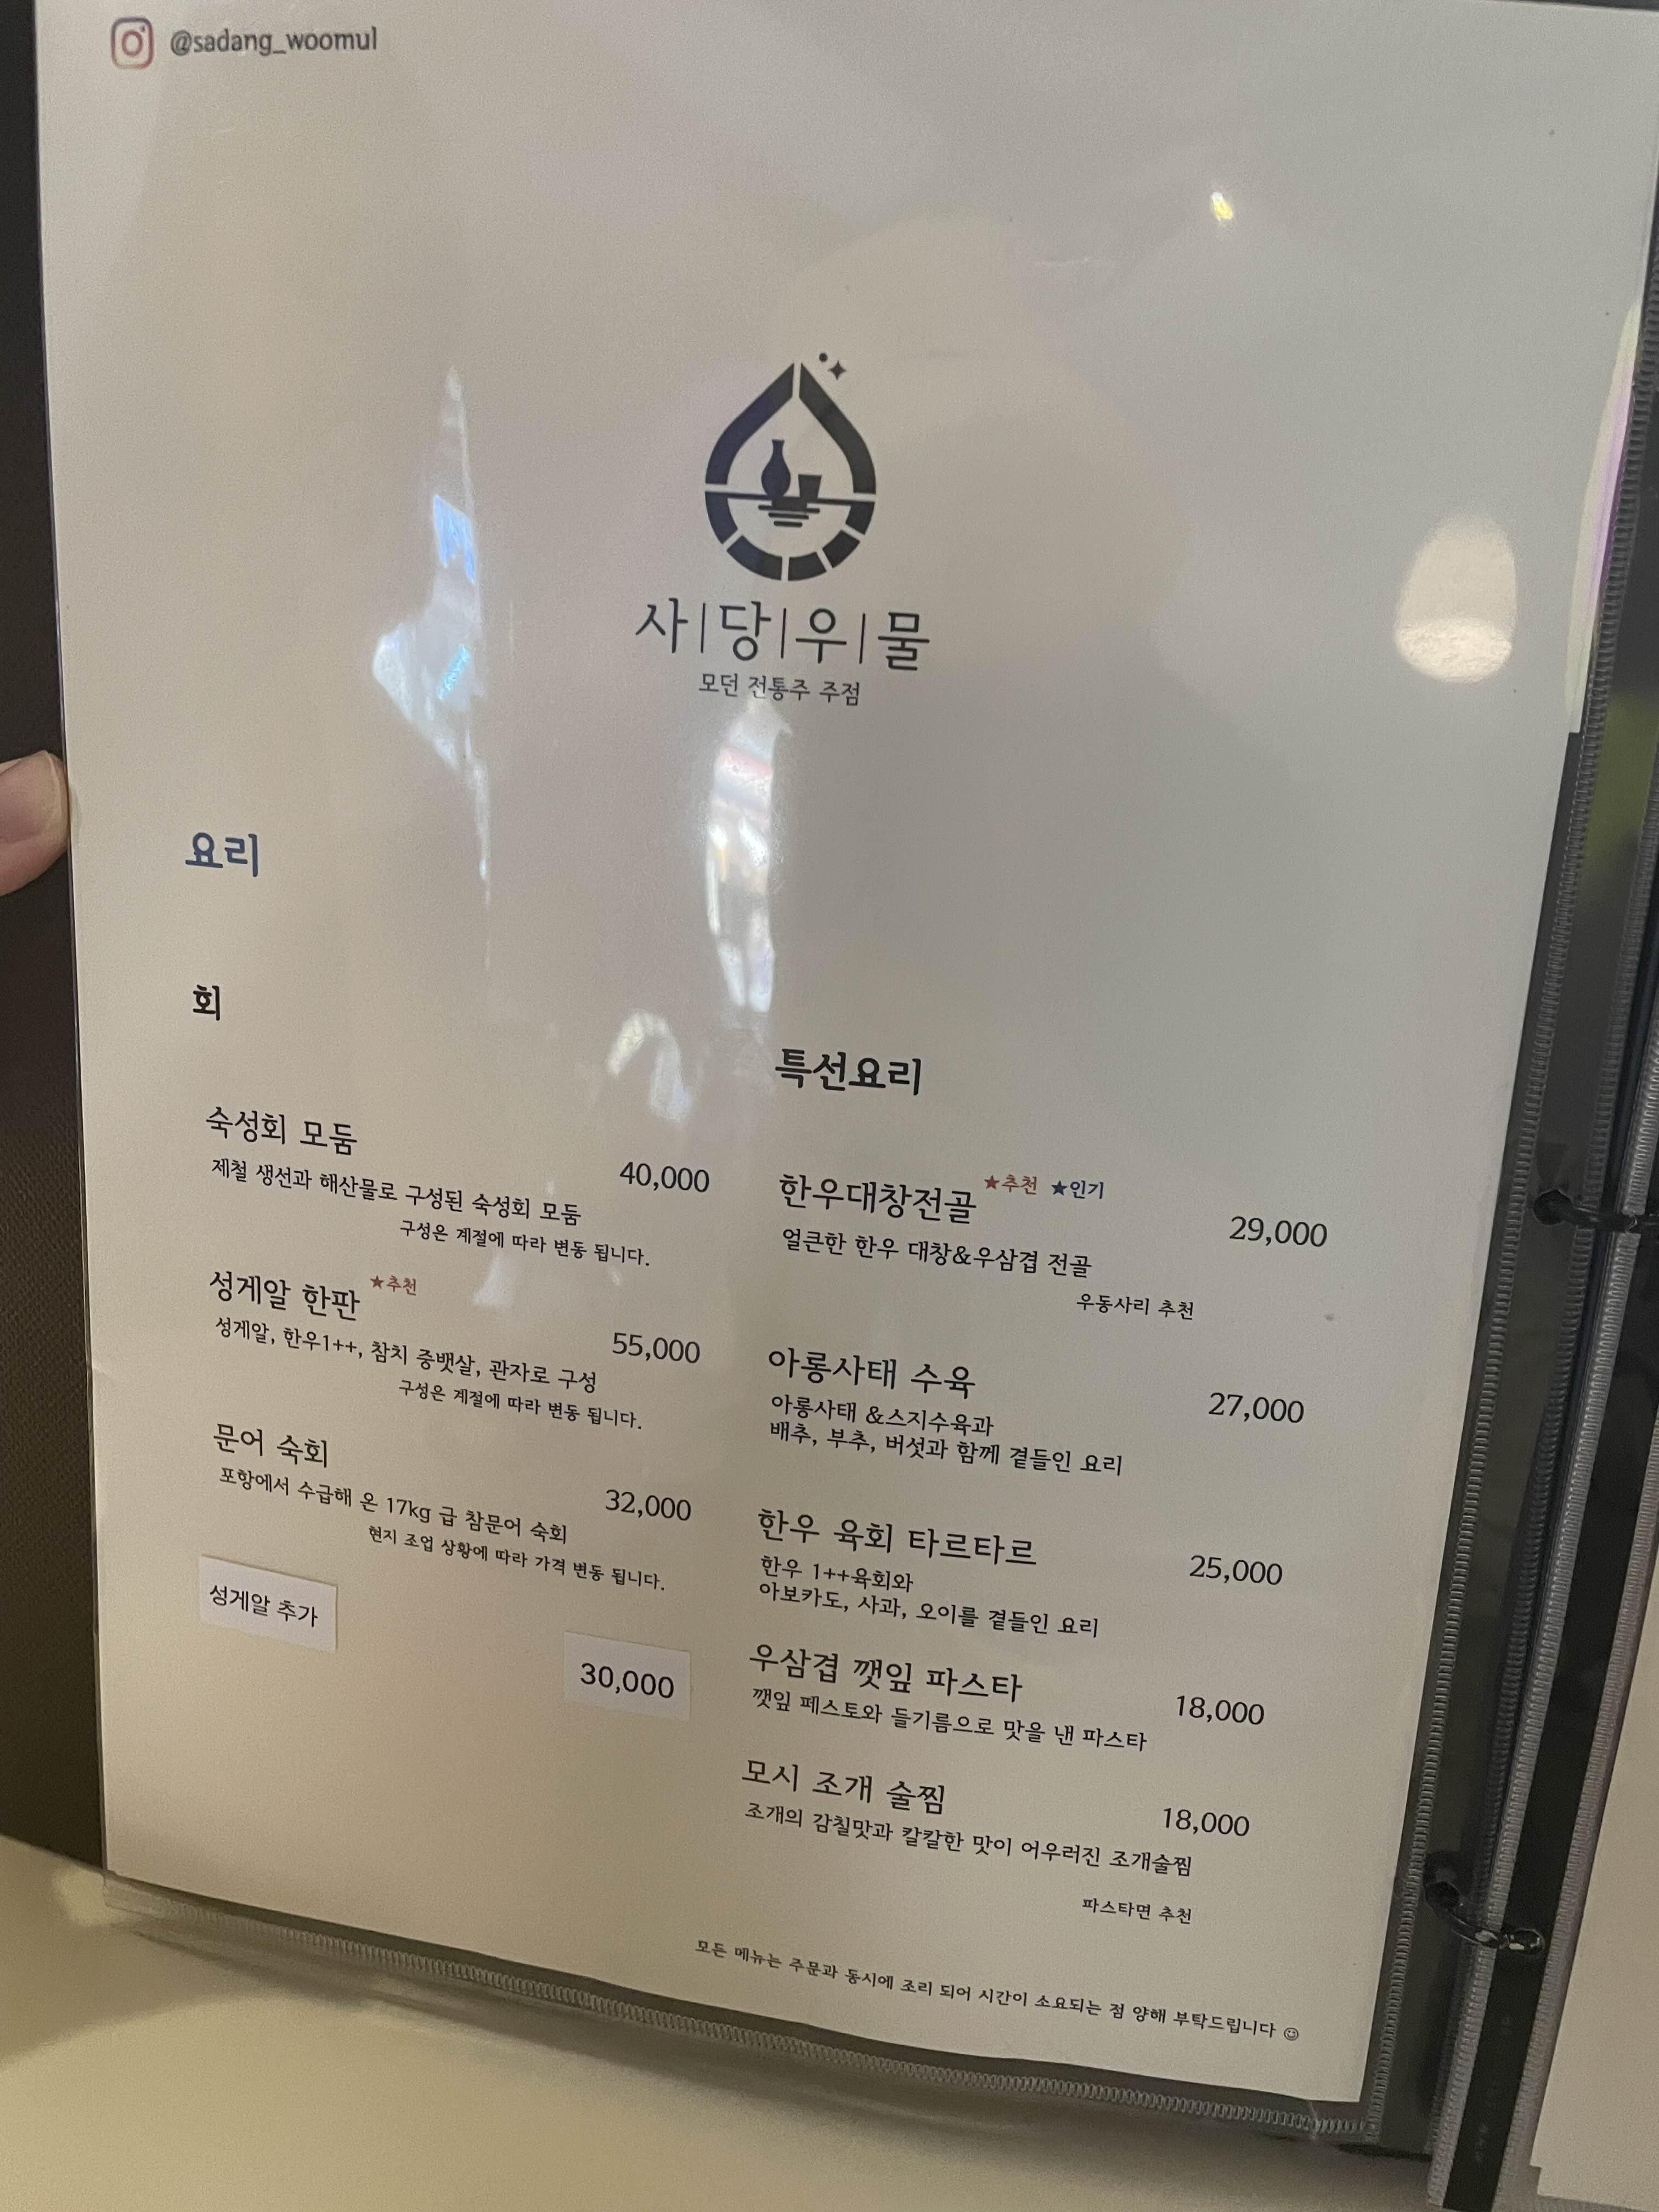 @sadang_woomul
사|당|우|물
모던 전통주 주점
요리
회
숙성회 모둠
40,000
제철 생선과 해산물로 구성된 숙성회 모둠
구성은 계절에 따라 변동 됩니다.
성게알 한판 ★추천
55,000
성게알, 한우1++, 참치 중뱃살, 관자로 구성
구성은 계절에 따라 변동 됩니다.
문어 숙회
32,000
포항에서 수급해 온 17kg 급 참문어 숙회
현지 조업 상황에 따라 가격 변동 됩니다.
성게알 추가
30,000
특선요리
한우대창전골 ★추천 ★인기
29,000
얼큰한 한우 대창&우삼겹 전골
우동사리 추천
아롱사태 수육
27,000
아롱사태 &스지수육과
배추, 부추, 버섯과 함께 곁들인 요리
한우 육회 타르타르
25,000
한우 1++육회와
아보카도, 사과, 오이를 곁들인 요리
우삼겹 깻잎 파스타
18,000
깻잎 페스토와 들기름으로 맛을 낸 파스타
모시 조개 술찜
18,000
조개의 감칠맛과 칼칼한 맛이 어우러진 조개술찜
파스타면 추천
모든 메뉴는 주문과 동시에 조리 되어 시간이 소요되는 점 양해 부탁드립니다 ☺